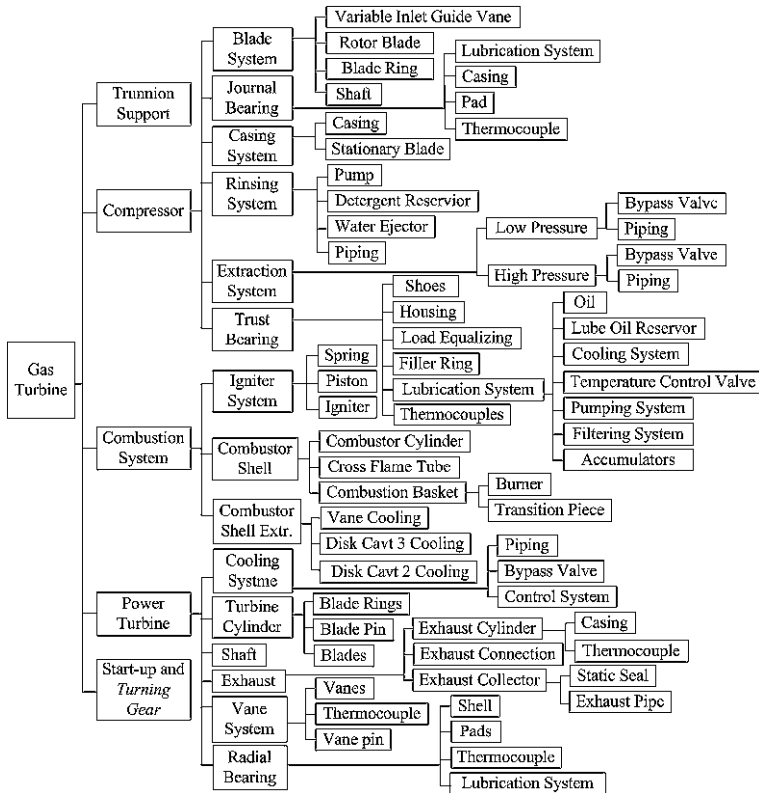 Gas
Turbine
Trunnion
Support
Compressor
Blade
System
Variable Inlet Guide Vane
Rotor Blade
Blade Ring
Shaft
Journal
Bearing
Lubrication System
Casing
Pad
Thermocouple
Casing
System
Casing
Stationary Blade
Rinsing
System
Pump
Detergent Reservior
Water Ejector
Piping
Extraction
System
Low Pressure
Bypass Valve
Piping
High Pressure
Bypass Valve
Piping
Trust
Bearing
Shoes
Housing
Load Equalizing
Filler Ring
Lubrication System
Thermocouples
Oil
Lube Oil Reservor
Cooling System
Temperature Control Valve
Pumping System
Filtering System
Accumulators
Combustion
System
Igniter
System
Spring
Piston
Igniter
Combustor
Shell
Combustor Cylinder
Cross Flame Tube
Combustion Basket
Burner
Transition Piece
Combustor
Shell Extr.
Vane Cooling
Disk Cavt 3 Cooling
Disk Cavt 2 Cooling
Power
Turbine
Cooling
Systme
Piping
Bypass Valve
Control System
Turbine
Cylinder
Blade Rings
Blade Pin
Blades
Shaft
Exhaust
Exhaust Cylinder
Casing
Thermocouple
Exhaust Connection
Exhaust Collector
Static Seal
Exhaust Pipe
Vane
System
Vanes
Thermocouple
Vane pin
Radial
Bearing
Shell
Pads
Thermocouple
Lubrication System
Start-up and
Turning
Gear